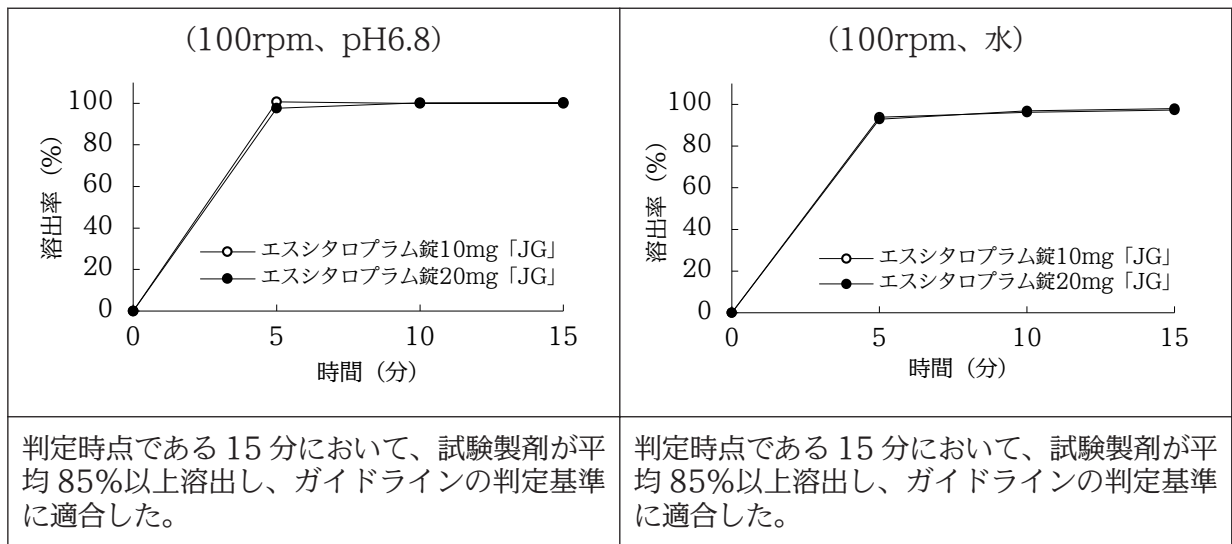 (100rpm、pH6.8)
100
80
60
40
20
0
溶出率 (%)
エスシタロプラム錠10mg「JG」
エスシタロプラム錠20mg「JG」
0 5 10 15
時間 (分)
判定時点である 15 分において、試験製剤が平
均 85%以上溶出し、ガイドラインの判定基準
に適合した。
(100rpm、水)
100
80
60
40
20
0
溶出率 (%)
エスシタロプラム錠10mg「JG」
エスシタロプラム錠20mg「JG」
0 5 10 15
時間 (分)
判定時点である 15 分において、試験製剤が平
均 85%以上溶出し、ガイドラインの判定基準
に適合した。